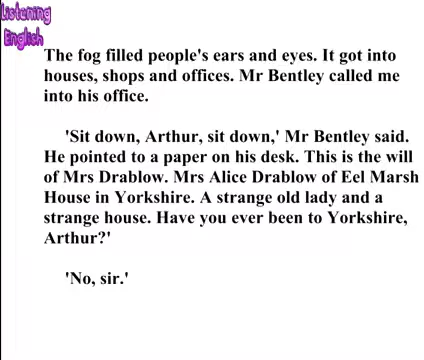 Listening
English
The fog filled people's ears and eyes. It got into
houses, shops and offices. Mr Bentley called me
into his office.
'Sit down, Arthur, sit down,' Mr Bentley said.
He pointed to a paper on his desk. This is the will
of Mrs Drablow. Mrs Alice Drablow of Eel Marsh
House in Yorkshire. A strange old lady and a
strange house. Have you ever been to Yorkshire,
Arthur?'
'No, sir.'